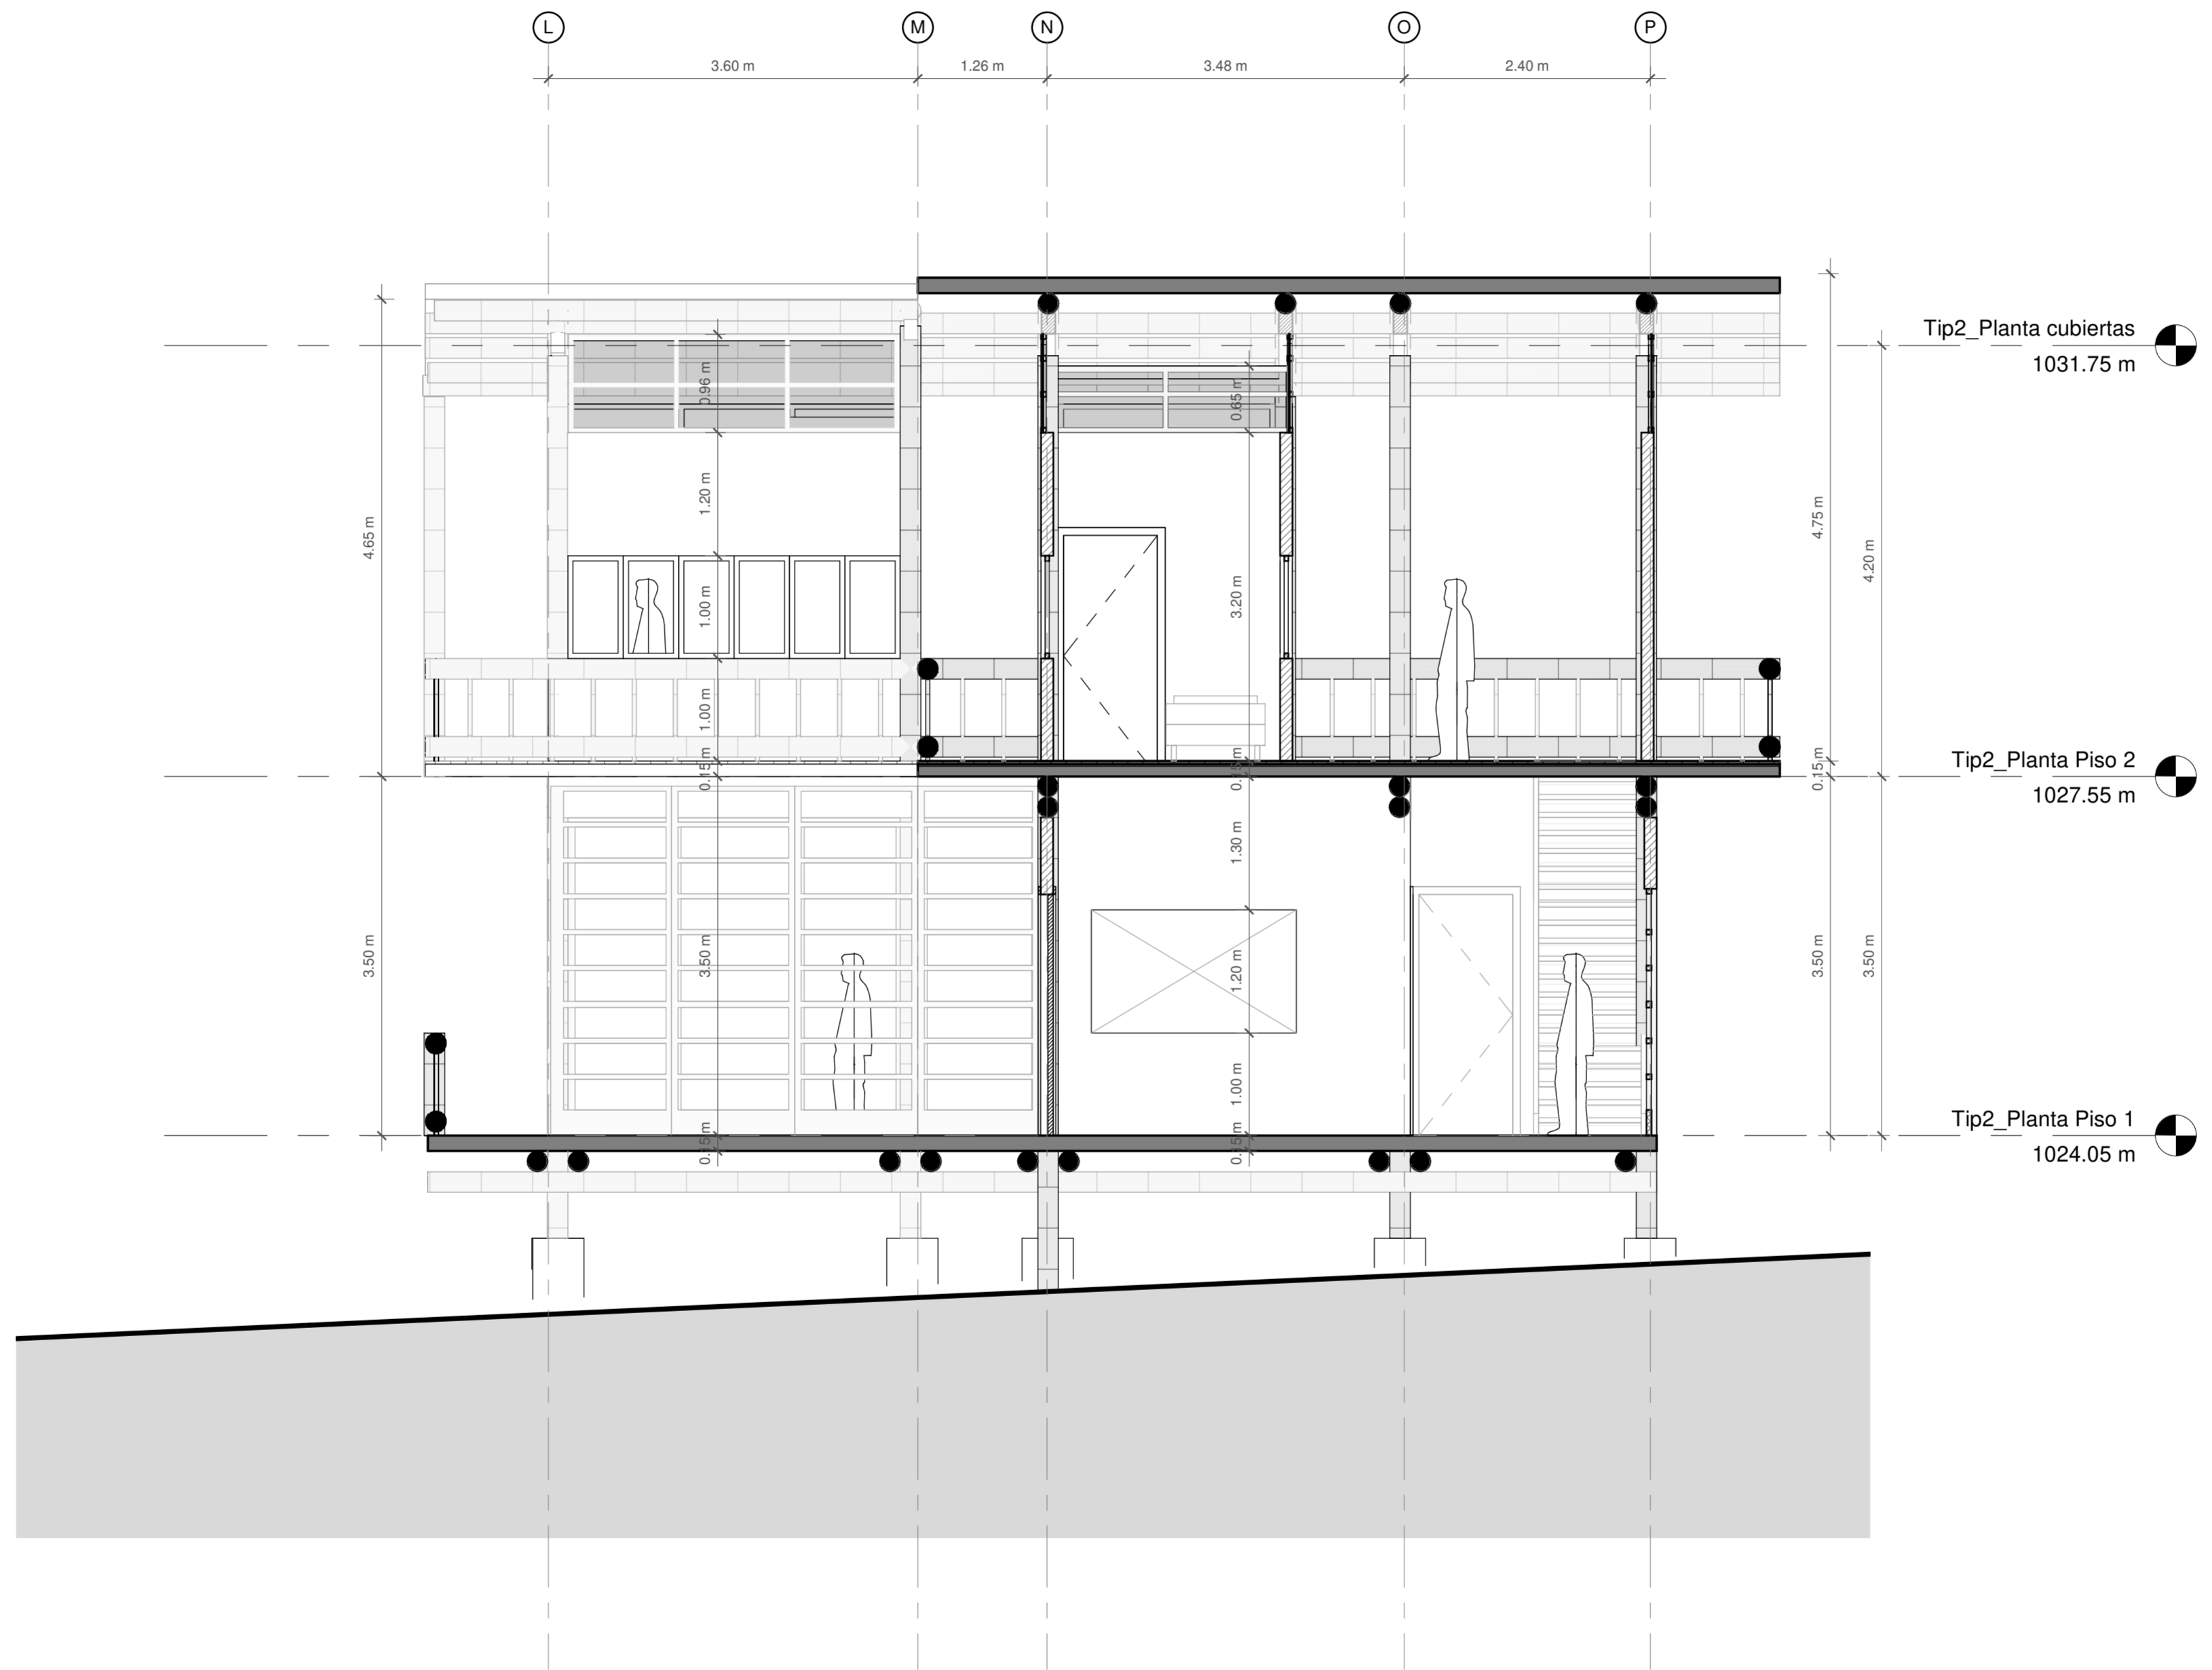 L
M
N
O
P
3.60 m
1.26 m
3.48 m
2.40 m
Tip2_Planta cubiertas
1031.75 m
0.96 m
0.65 m
1.20 m
4.65 m
4.75 m
4.20 m
1.00 m
3.20 m
1.00 m
0.15 m
0.15 m
0.15 m
Tip2_Planta Piso 2
1027.55 m
1.30 m
3.50 m
3.50 m
1.20 m
3.50 m
3.50 m
1.00 m
Tip2_Planta Piso 1
1024.05 m
0.15 m
0.15 m